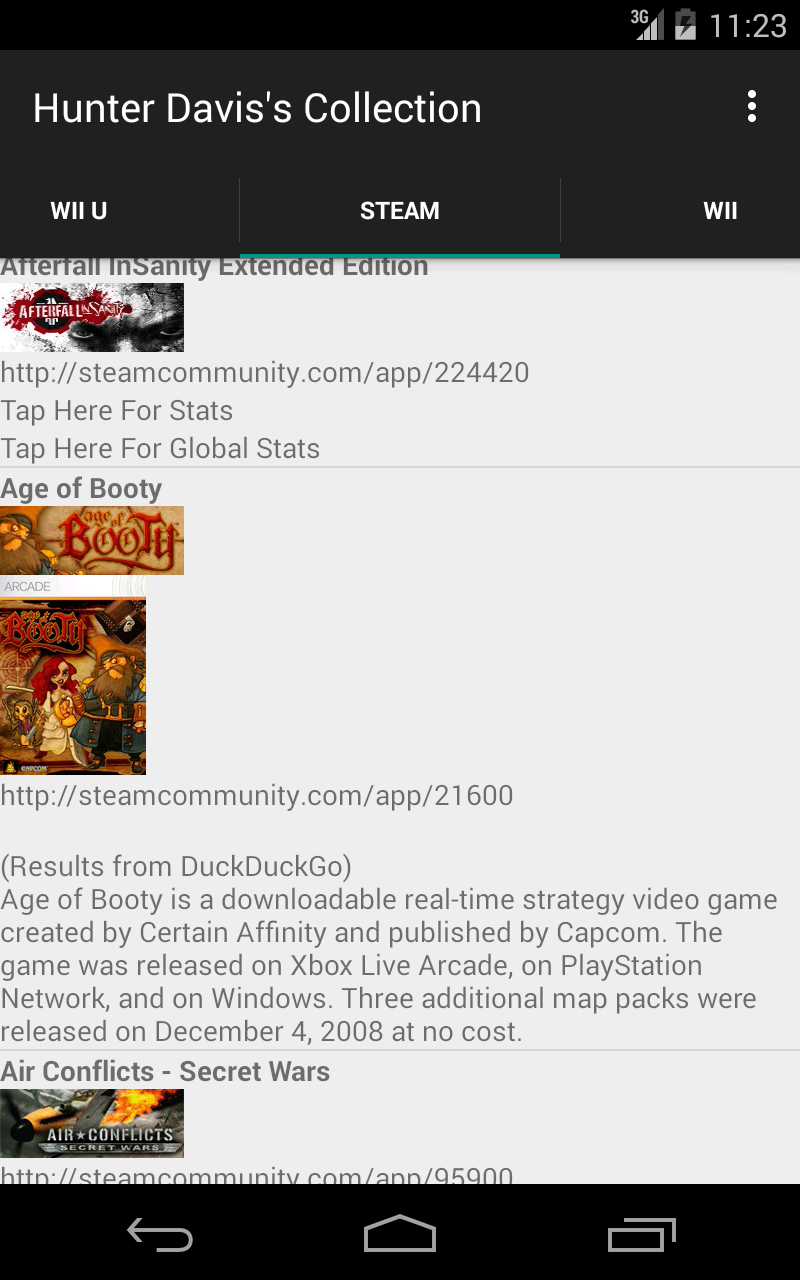 3G 11:23
Hunter Davis's Collection
WII U STEAM WII
Afterfall InSanity Extended Edition
AFTERFALL INSANITY
http://steamcommunity.com/app/224420
Tap Here For Stats
Tap Here For Global Stats
Age of Booty
age of
BOOTY
ARCADE
age of
BOOTY
CAPCOM
http://steamcommunity.com/app/21600
(Results from DuckDuckGo)
Age of Booty is a downloadable real-time strategy video game
created by Certain Affinity and published by Capcom. The
game was released on Xbox Live Arcade, on PlayStation
Network, and on Windows. Three additional map packs were
released on December 4, 2008 at no cost.
Air Conflicts - Secret Wars
AIR★CONFLICTS
SECRET WARS
http://steamcommunity.com/app/95900